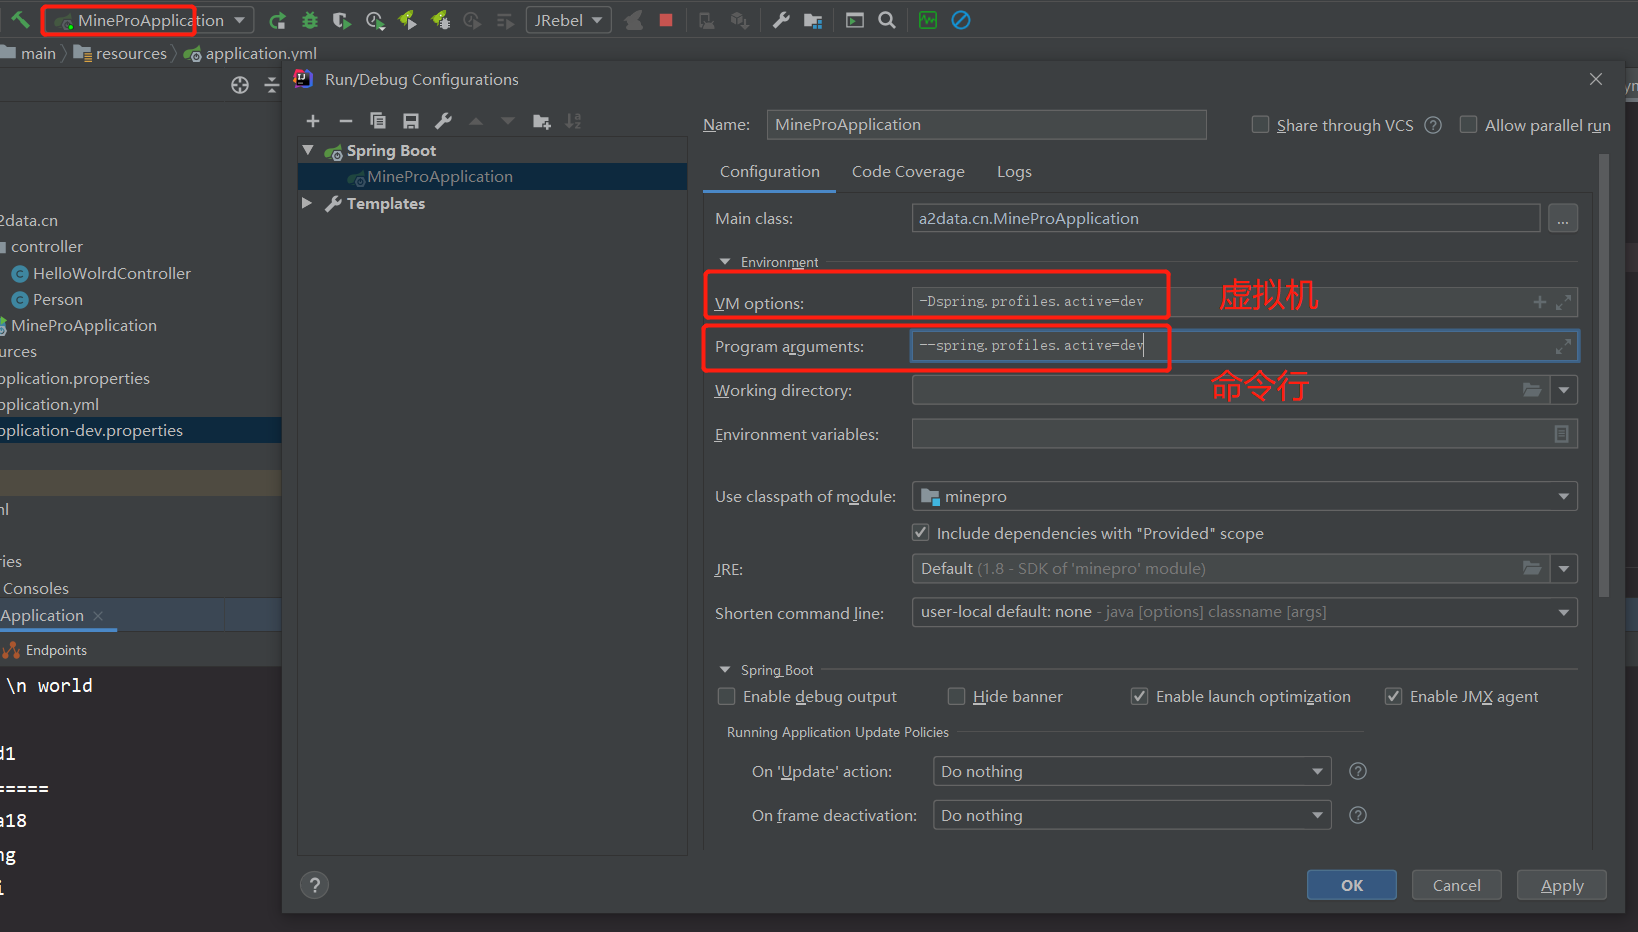 MineProApplication
JRebel
main
resources
application.yml
Run/Debug Configurations
Name:
MineProApplication
Share through VCS
Allow parallel run
Spring Boot
MineProApplication
Templates
Configuration
Code Coverage
Logs
Main class:
a2data.cn.MineProApplication
...
Environment
VM options:
-Dspring.profiles.active=dev
虚拟机
Program arguments:
--spring.profiles.active=dev
命令行
Working directory:
Environment variables:
Use classpath of module:
minepro
Include dependencies with "Provided" scope
JRE:
Default (1.8 - SDK of 'minepro' module)
Shorten command line:
user-local default: none - java [options] classname [args]
Spring Boot
Enable debug output
Hide banner
Enable launch optimization
Enable JMX agent
Running Application Update Policies
On 'Update' action:
Do nothing
On frame deactivation:
Do nothing
OK
Cancel
Apply
2data.cn
controller
HelloWolrdController
Person
MineProApplication
urces
pplication.properties
pplication.yml
pplication-dev.properties
nl
ries
Consoles
Application
Endpoints
\n world
d1
=====
a18
ng
i